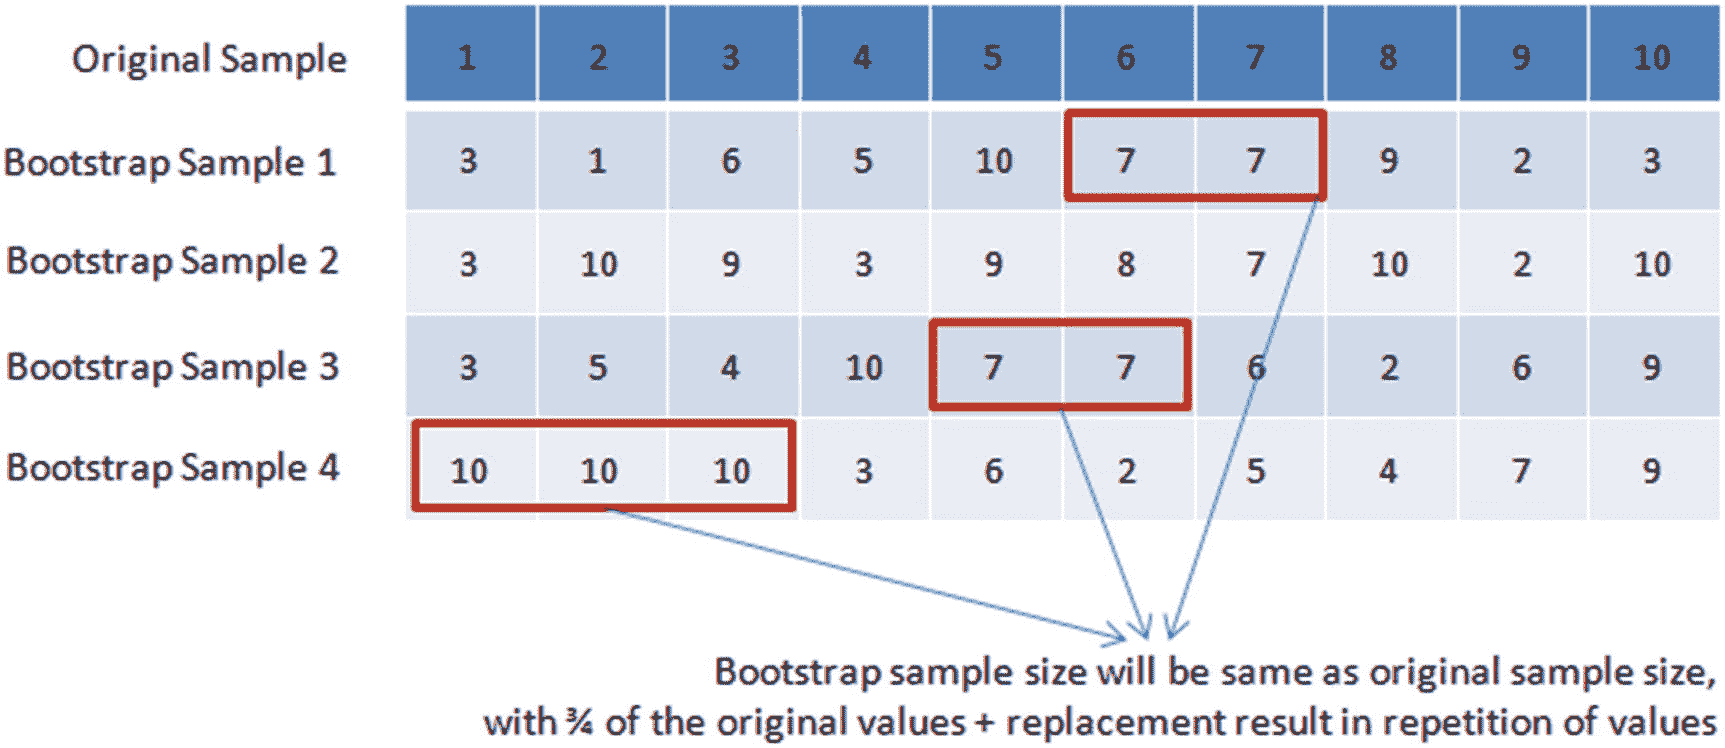 Original Sample 1 2 3 4 5 6 7 8 9 10
Bootstrap Sample 1 3 1 6 5 10 7 7 9 2 3
Bootstrap Sample 2 3 10 9 3 9 8 7 10 2 10
Bootstrap Sample 3 3 5 4 10 7 7 6 2 6 9
Bootstrap Sample 4 10 10 10 3 6 2 5 4 7 9
Bootstrap sample size will be same as original sample size,
with ¾ of the original values + replacement result in repetition of values